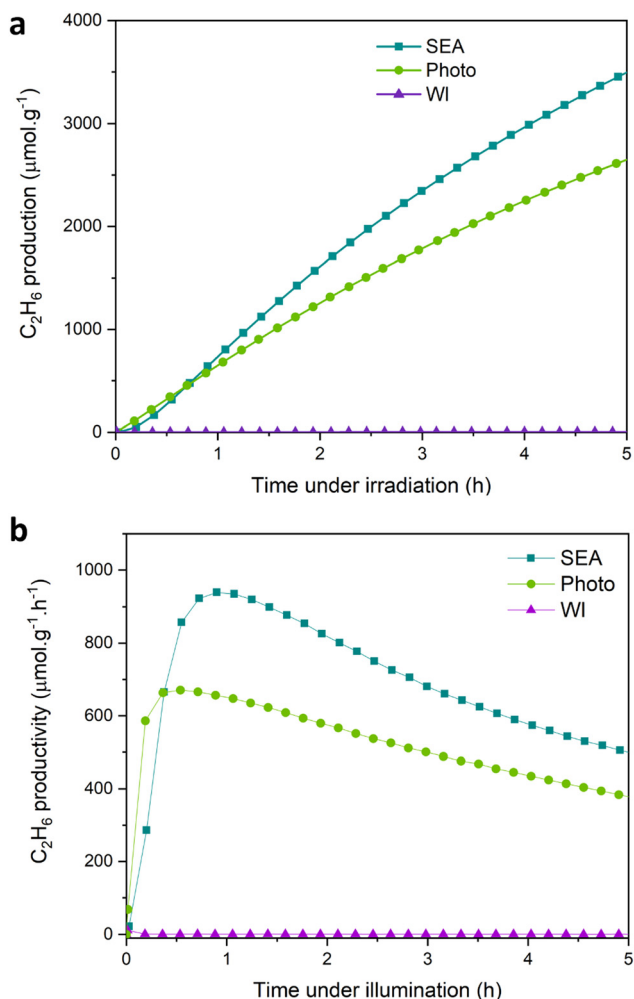 a
4000
3000
2000
1000
0
C₂H₆ production (μmol.g⁻¹)
SEA
Photo
WI
0 1 2 3 4 5
Time under irradiation (h)
b
1000
800
600
400
200
0
C₂H₆ productivity (μmol.g⁻¹.h⁻¹)
SEA
Photo
WI
0 1 2 3 4 5
Time under illumination (h)